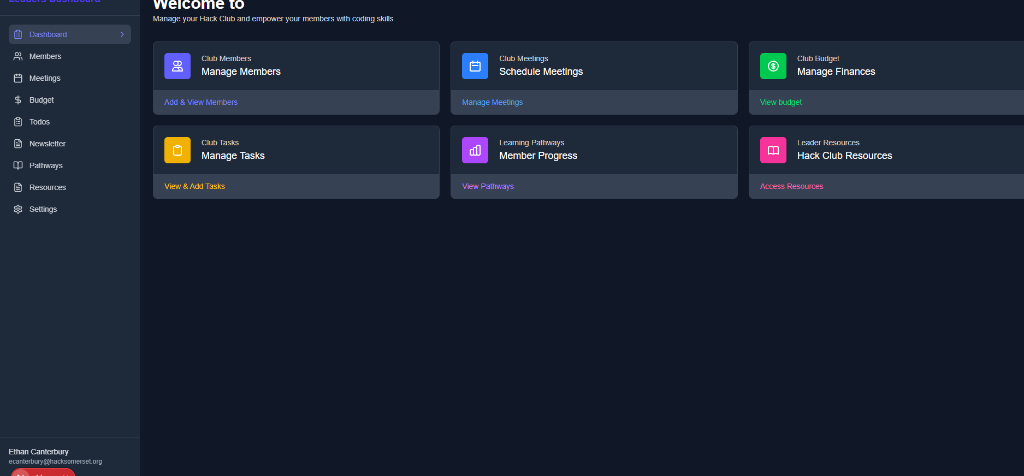 Leaders Dashboard
Dashboard
Members
Meetings
Budget
Todos
Newsletter
Pathways
Resources
Settings
Ethan Canterbury
ecanterbury@hacksomerset.org
Welcome to
Manage your Hack Club and empower your members with coding skills
Club Members
Manage Members
Add & View Members
Club Meetings
Schedule Meetings
Manage Meetings
Club Budget
Manage Finances
View budget
Club Tasks
Manage Tasks
View & Add Tasks
Learning Pathways
Member Progress
View Pathways
Leader Resources
Hack Club Resources
Access Resources